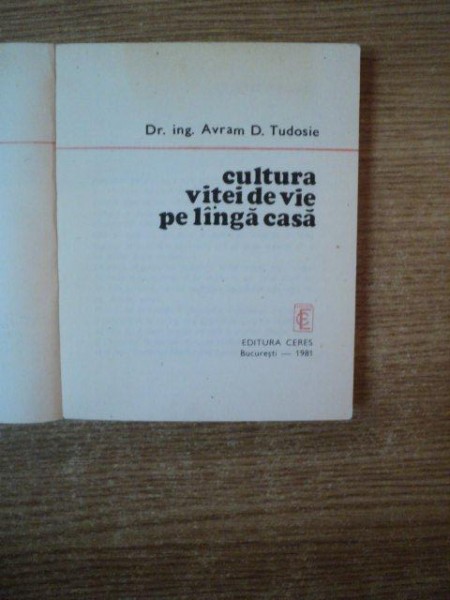 Dr. ing. Avram D. Tudosie
cultura
viței de vie
pe lîngă casă
EDITURA CERES
București — 1981